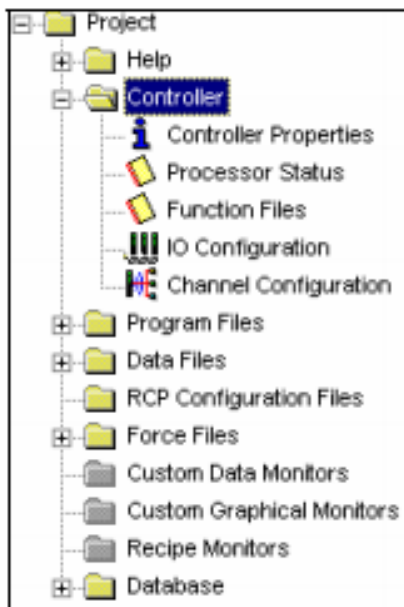 Project
Help
Controller
Controller Properties
Processor Status
Function Files
IO Configuration
Channel Configuration
Program Files
Data Files
RCP Configuration Files
Force Files
Custom Data Monitors
Custom Graphical Monitors
Recipe Monitors
Database